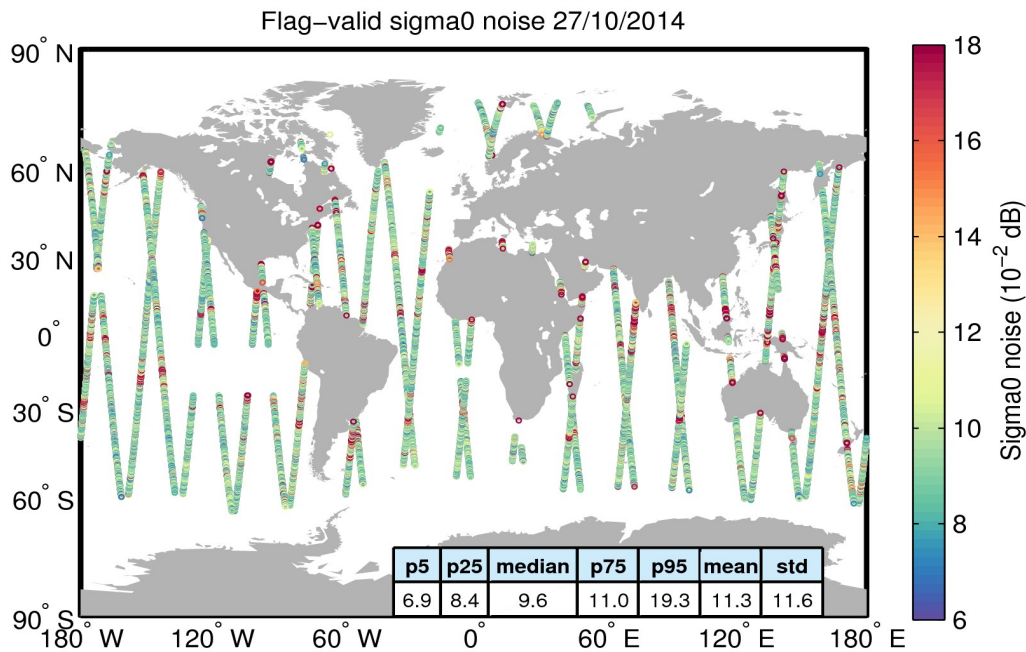 Flag−valid sigma0 noise 27/10/2014
90° N
60° N
30° N
0°
30° S
60° S
90° S
180° W 120° W 60° W 0° 60° E 120° E 180° E
p5 p25 median p75 p95 mean std
6.9 8.4 9.6 11.0 19.3 11.3 11.6
18
16
14
12
10
8
6
Sigma0 noise (10⁻² dB)